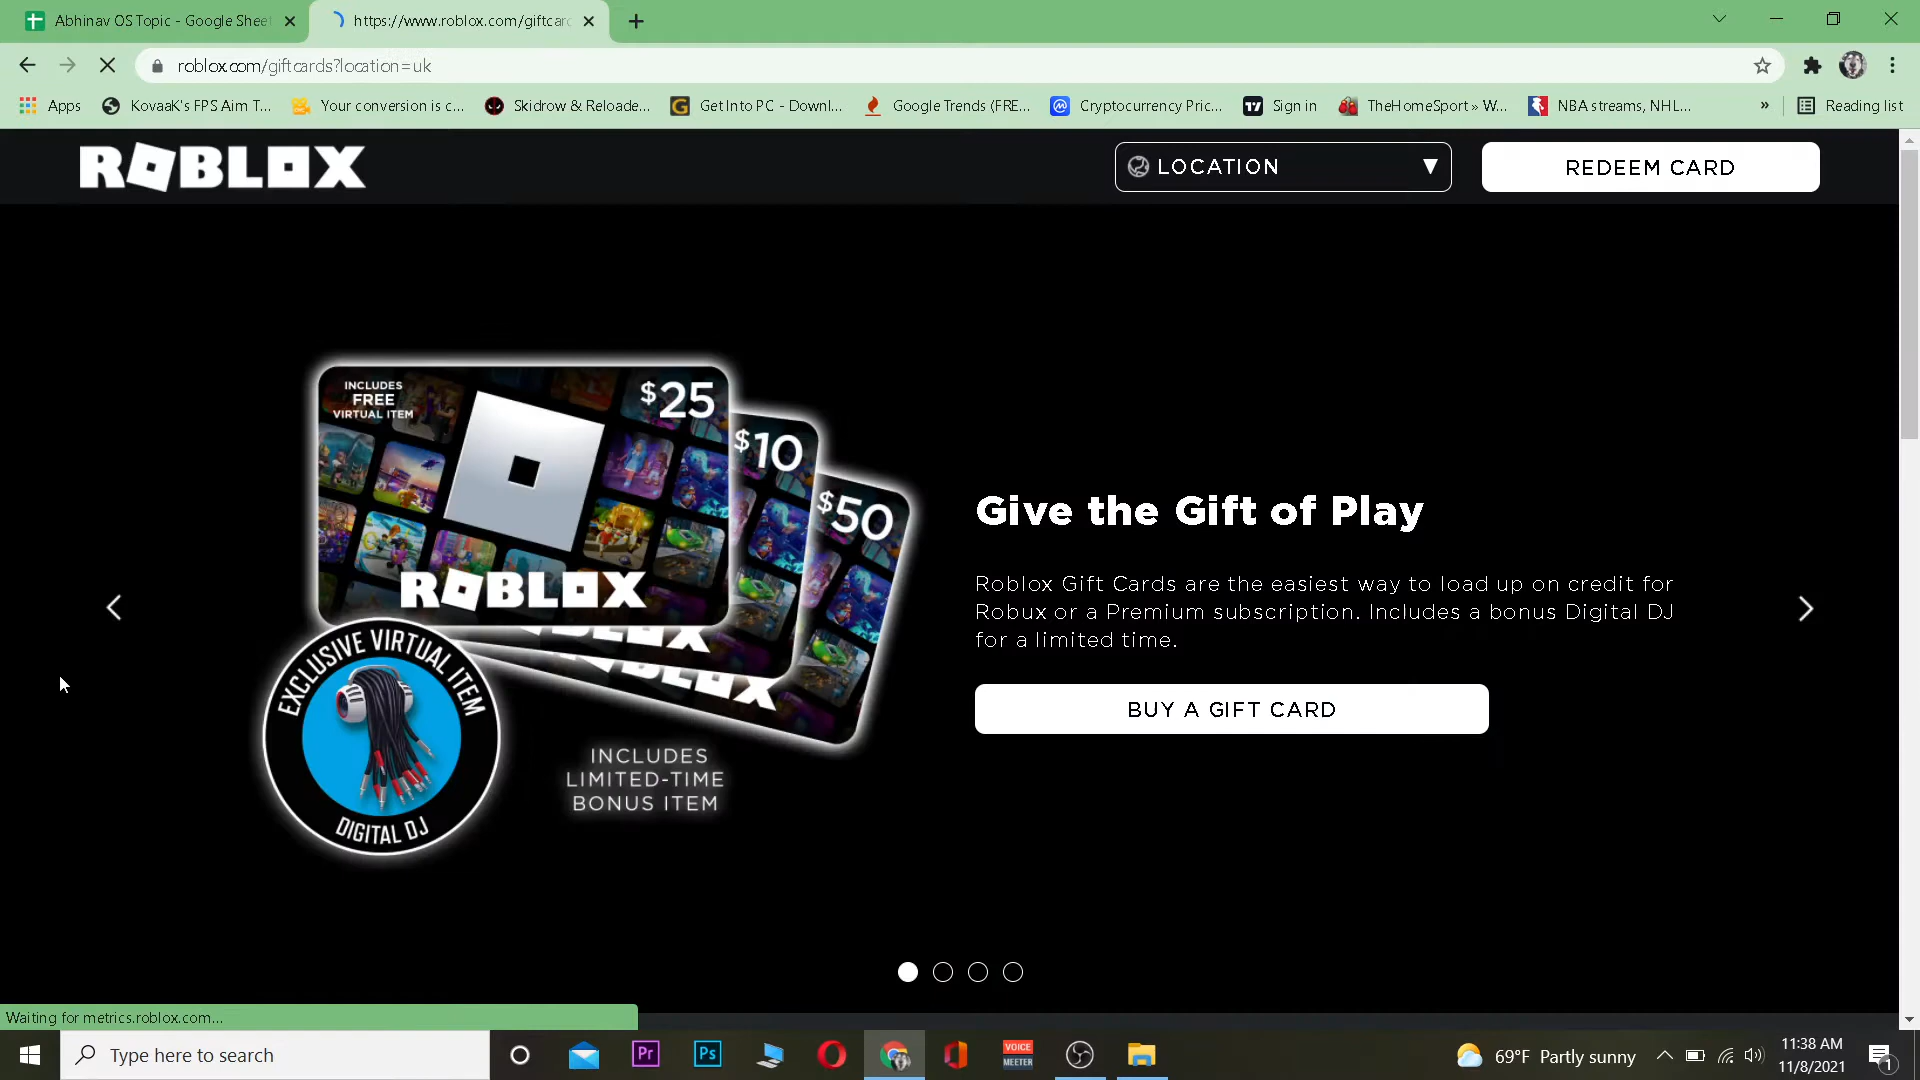 Abhinav OS Topic - Google Shee
https://www.roblox.com/giftcard
roblox.com/giftcards?location=uk
Apps
KovaaK's FPS Aim T...
Your conversion is c...
Skidrow & Reloade...
Get Into PC - Downl...
Google Trends (FRE...
Cryptocurrency Pric...
Sign in
TheHomeSport » W...
NBA streams, NHL...
»
Reading list
ROBLOX
LOCATION
REDEEM CARD
INCLUDES
FREE
VIRTUAL ITEM
$25
$10
$50
ROBLOX
EXCLUSIVE VIRTUAL ITEM
DIGITAL DJ
INCLUDES
LIMITED-TIME
BONUS ITEM
Give the Gift of Play
Roblox Gift Cards are the easiest way to load up on credit for
Robux or a Premium subscription. Includes a bonus Digital DJ
for a limited time.
BUY A GIFT CARD
Waiting for metrics.roblox.com...
Type here to search
Pr
Ps
VOICE
MEETER
69°F Partly sunny
11:38 AM
11/8/2021
1